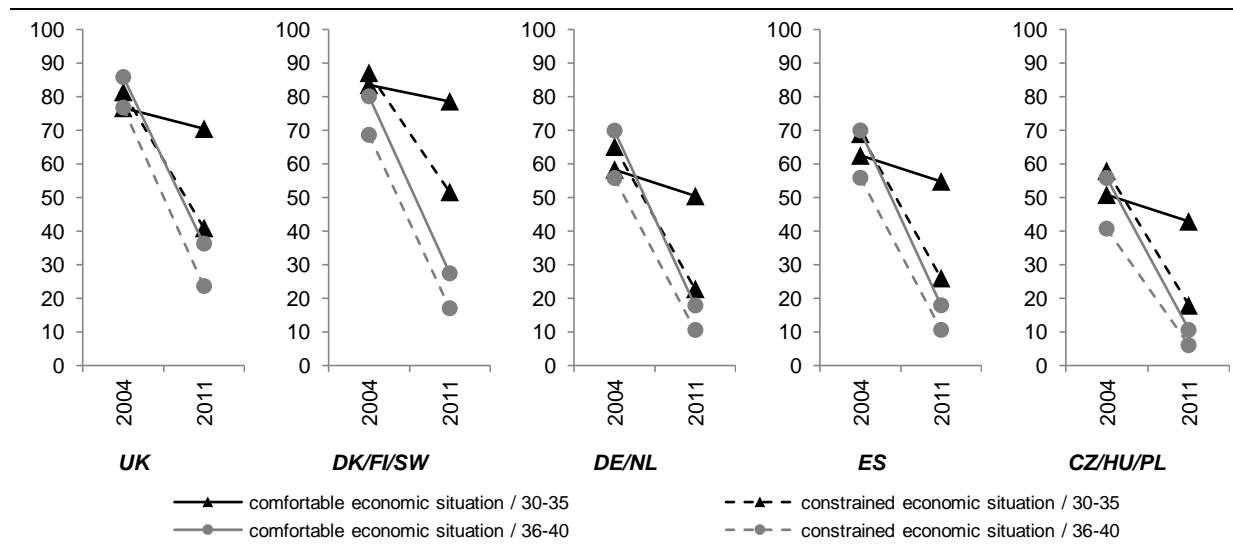 100 100 100 100 100
90 90 90 90 90
80 80 80 80 80
70 70 70 70 70
60 60 60 60 60
50 50 50 50 50
40 40 40 40 40
30 30 30 30 30
20 20 20 20 20
10 10 10 10 10
0 0 0 0 0
2004 2011 2004 2011 2004 2011 2004 2011 2004 2011
UK DK/FI/SW DE/NL ES CZ/HU/PL
comfortable economic situation / 30-35 constrained economic situation / 30-35
comfortable economic situation / 36-40 constrained economic situation / 36-40